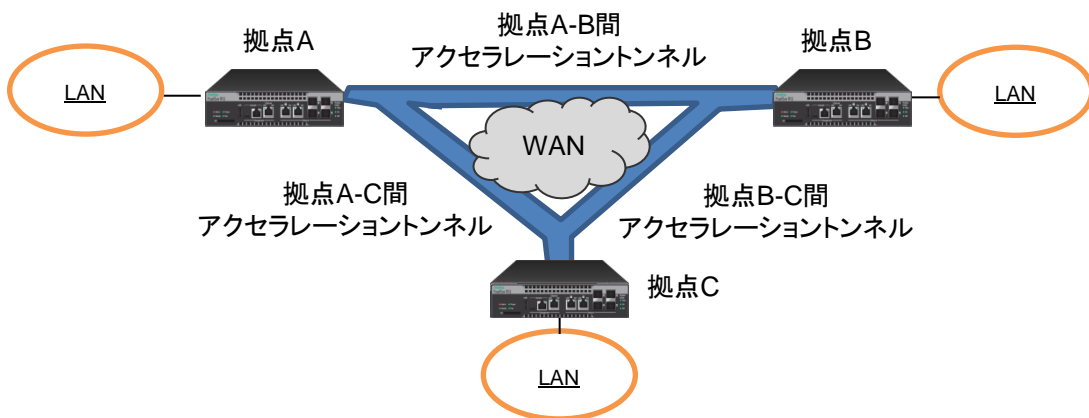 拠点A
拠点A-B間
アクセラレーショントンネル
拠点B
LAN
LAN
WAN
拠点A-C間
アクセラレーショントンネル
拠点B-C間
アクセラレーショントンネル
拠点C
LAN